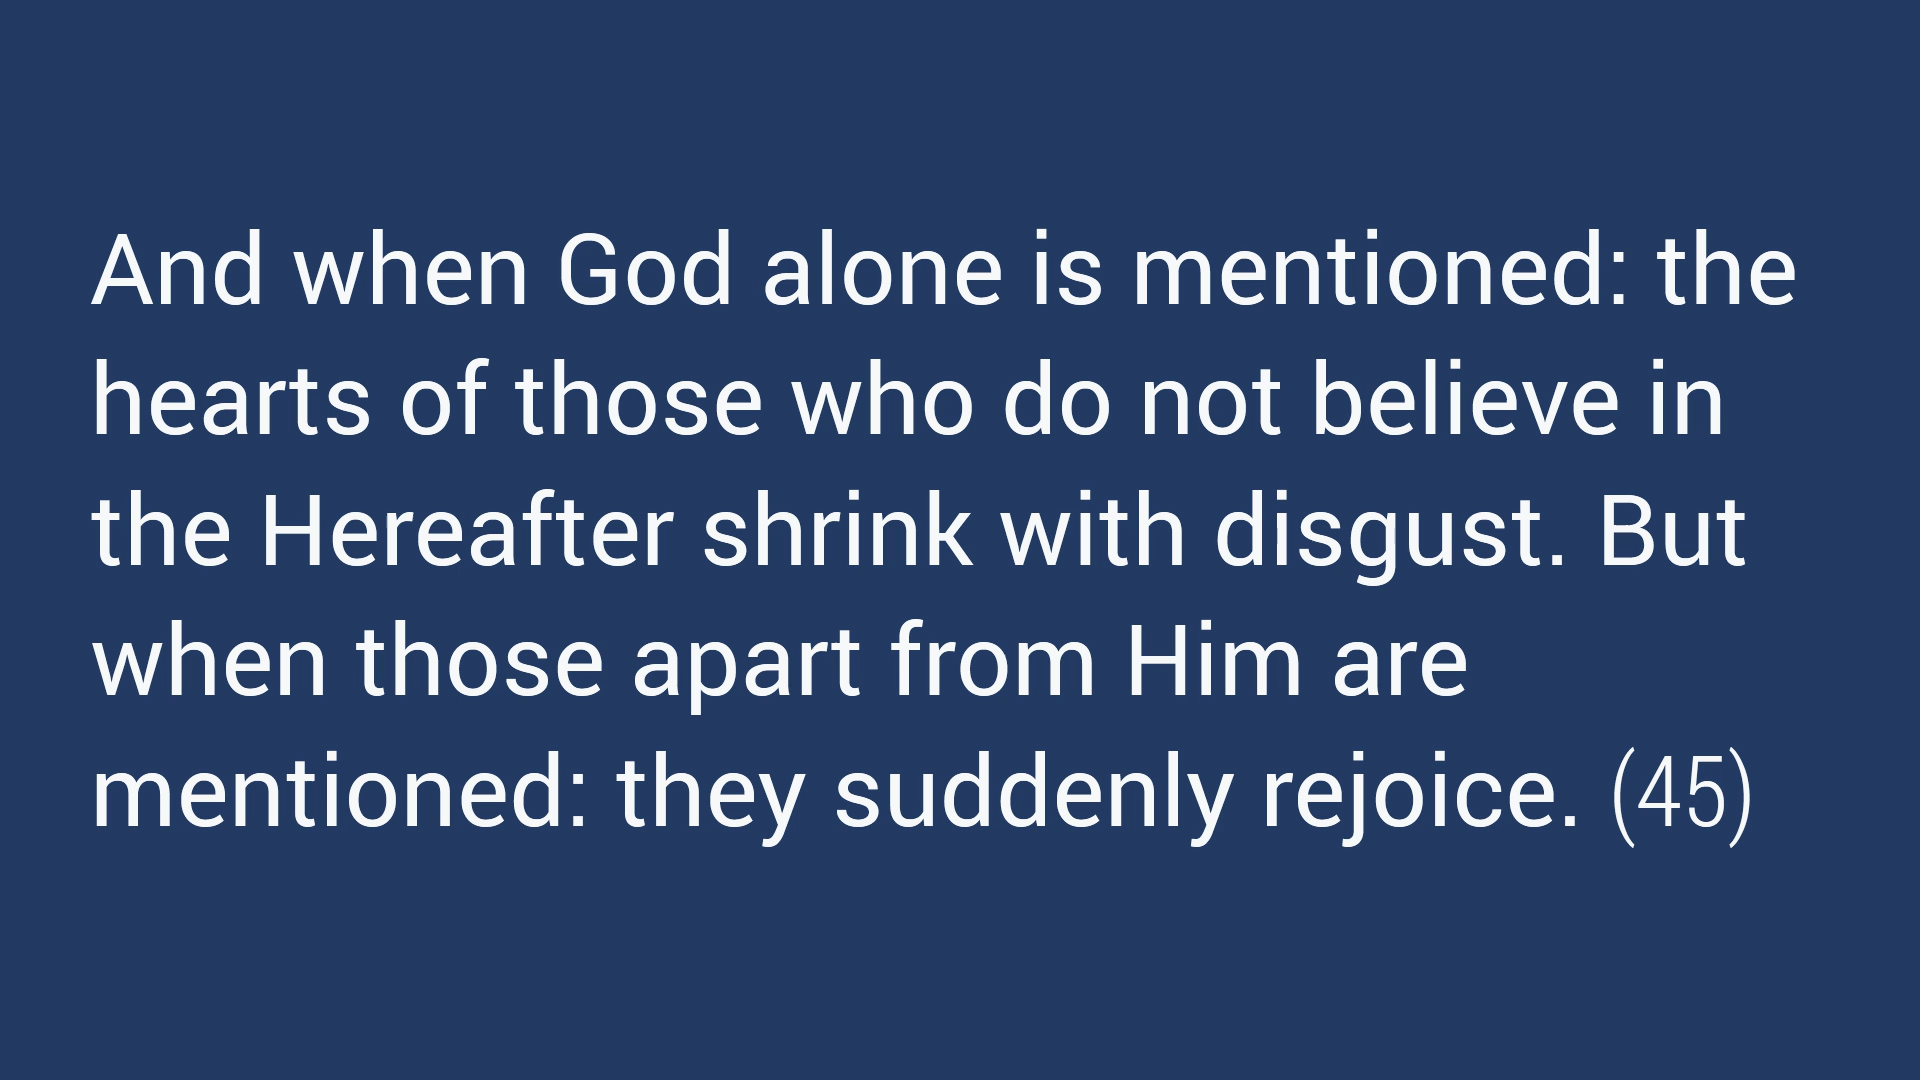 And when God alone is mentioned: the
hearts of those who do not believe in
the Hereafter shrink with disgust. But
when those apart from Him are
mentioned: they suddenly rejoice. (45)